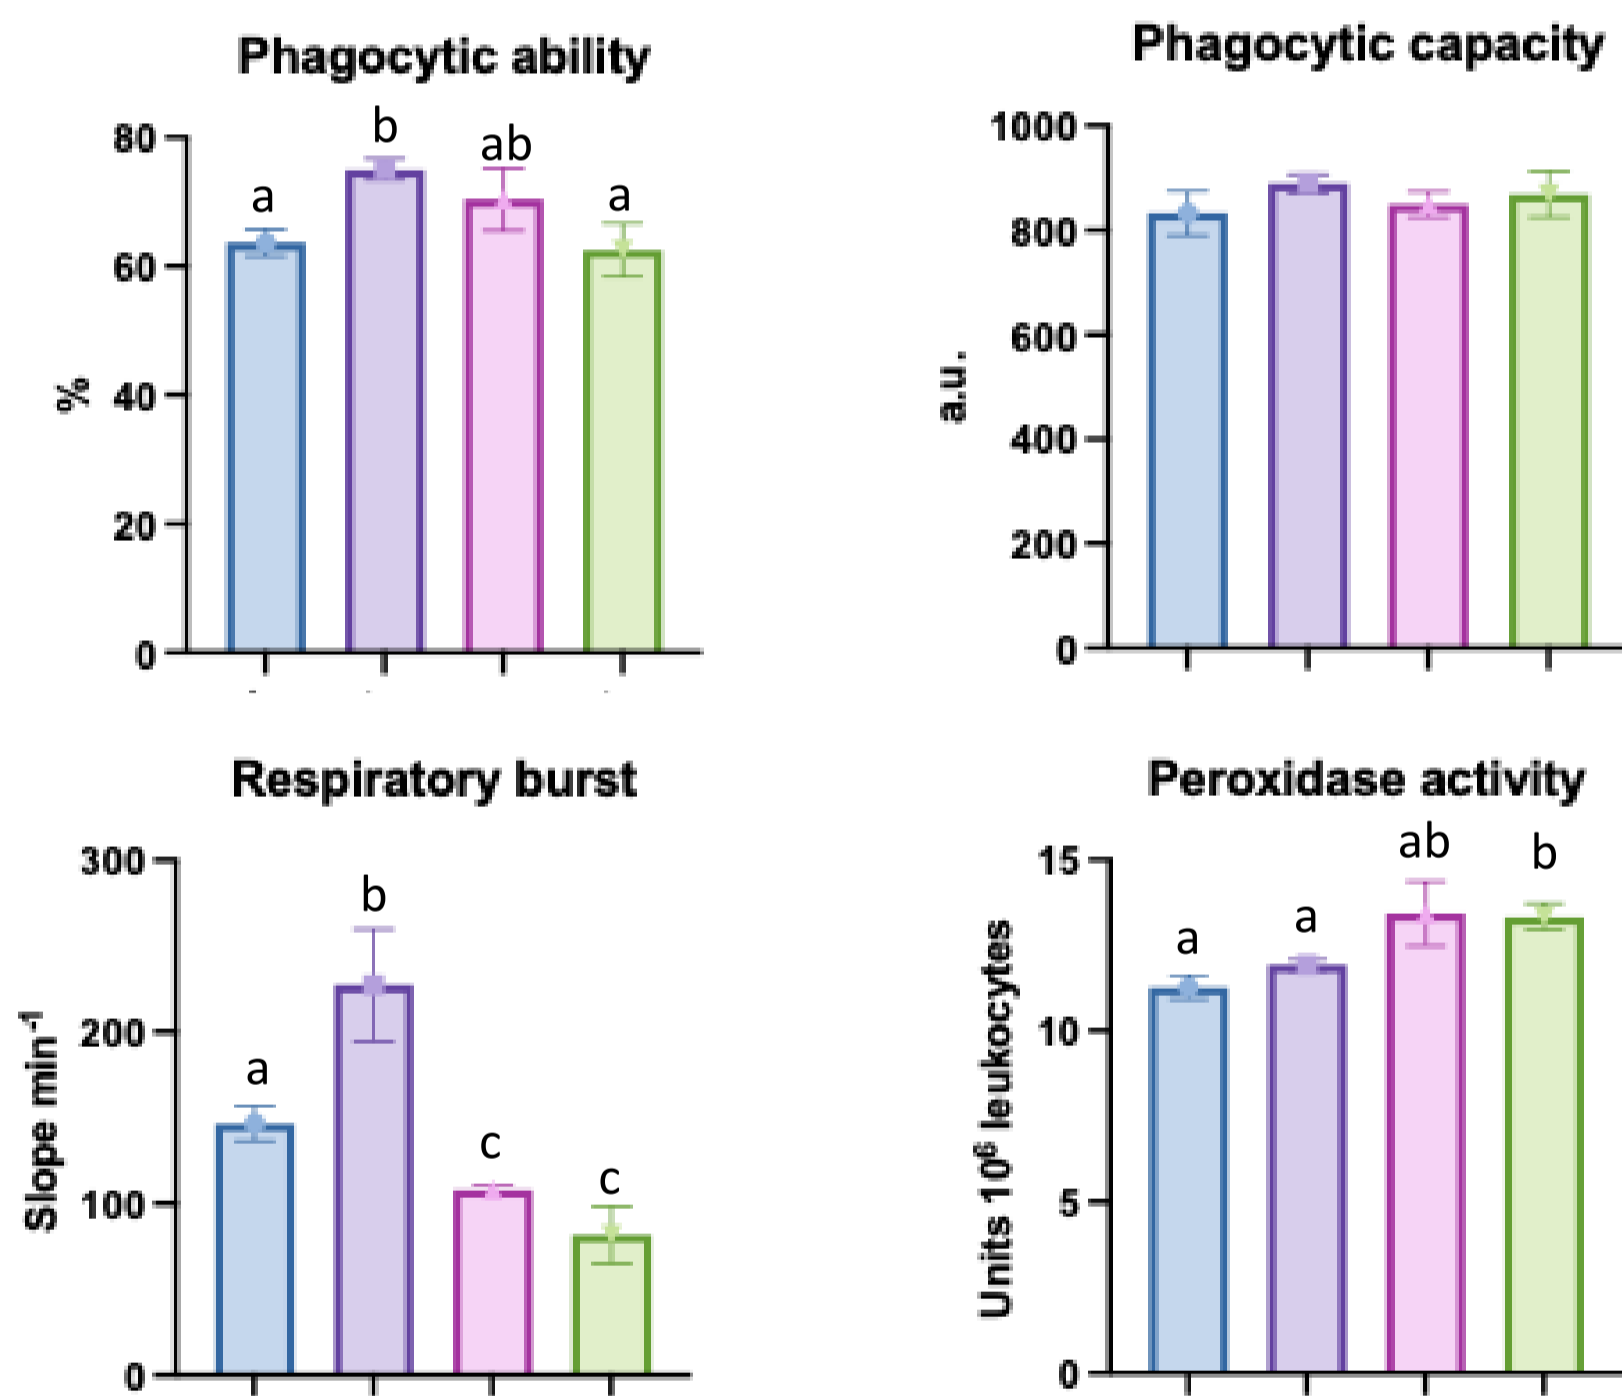 Phagocytic ability
80
60
40
20
0
%
a
b
ab
a
Phagocytic capacity
1000
800
600
400
200
0
a.u.
Respiratory burst
300
200
100
0
Slope min⁻¹
a
b
c
c
Peroxidase activity
15
10
5
0
Units 10⁶ leukocytes
a
a
ab
b